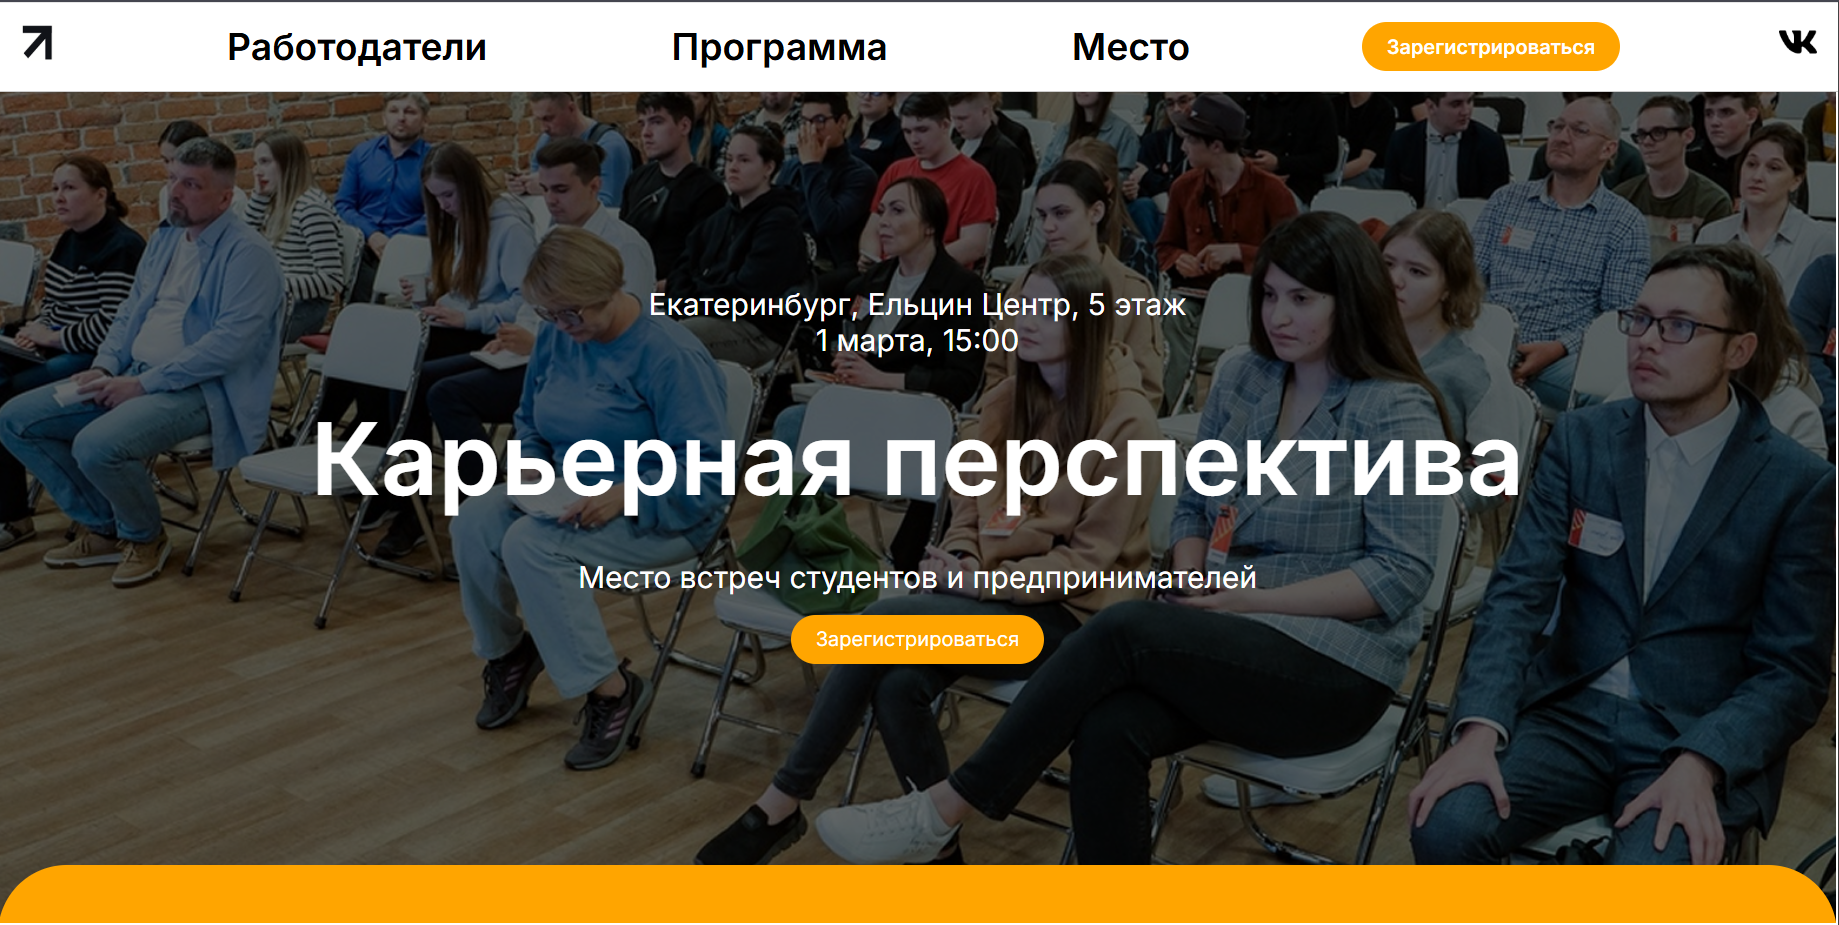 Работодатели
Программа
Место
Зарегистрироваться
Екатеринбург, Ельцин Центр, 5 этаж
1 марта, 15:00
Карьерная перспектива
Место встреч студентов и предпринимателей
Зарегистрироваться